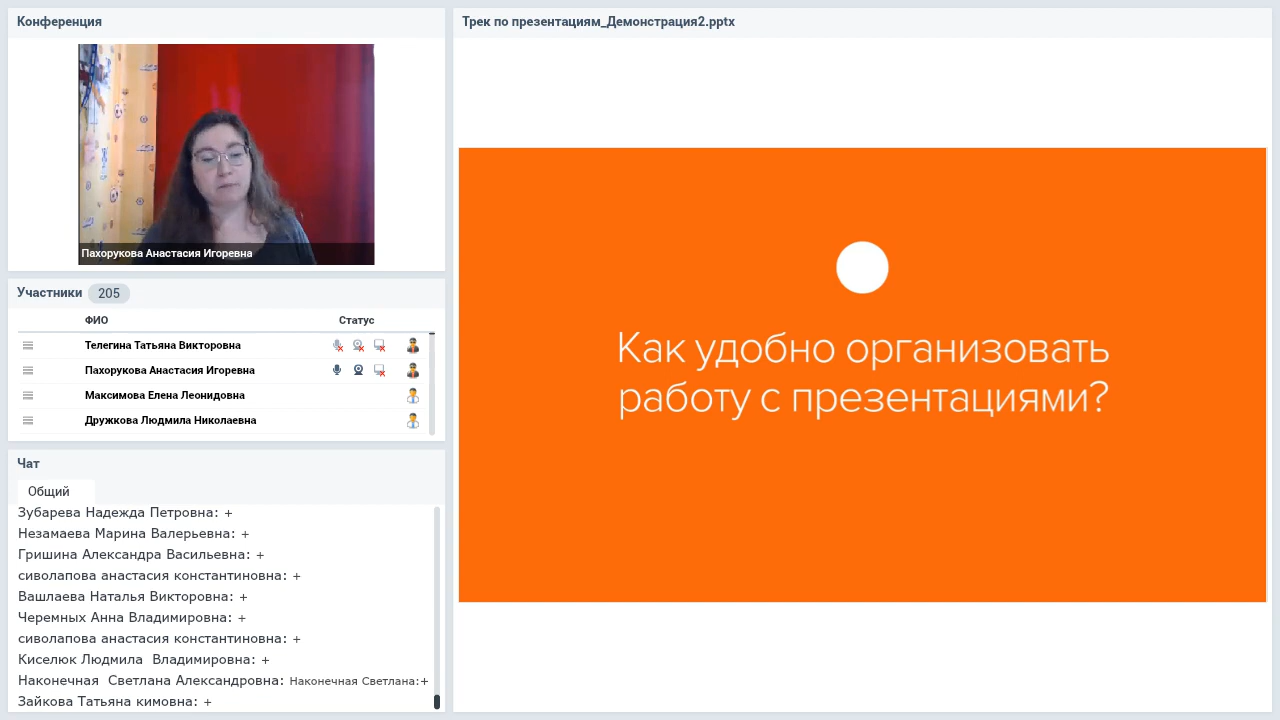 Конференция
Пахорукова Анастасия Игоревна
Участники 205
ФИО Статус
Телегина Татьяна Викторовна
Пахорукова Анастасия Игоревна
Максимова Елена Леонидовна
Дружкова Людмила Николаевна
Чат
Общий
Зубарева Надежда Петровна: +
Незамаева Марина Валерьевна: +
Гришина Александра Васильевна: +
сиволапова анастасия константиновна: +
Вашлаева Наталья Викторовна: +
Черемных Анна Владимировна: +
сиволапова анастасия константиновна: +
Киселюк Людмила  Владимировна: +
Наконечная  Светлана Александровна: Наконечная Светлана:+
Зайкова Татьяна кимовна: +
Трек по презентациям_Демонстрация2.pptx
Как удобно организовать
работу с презентациями?